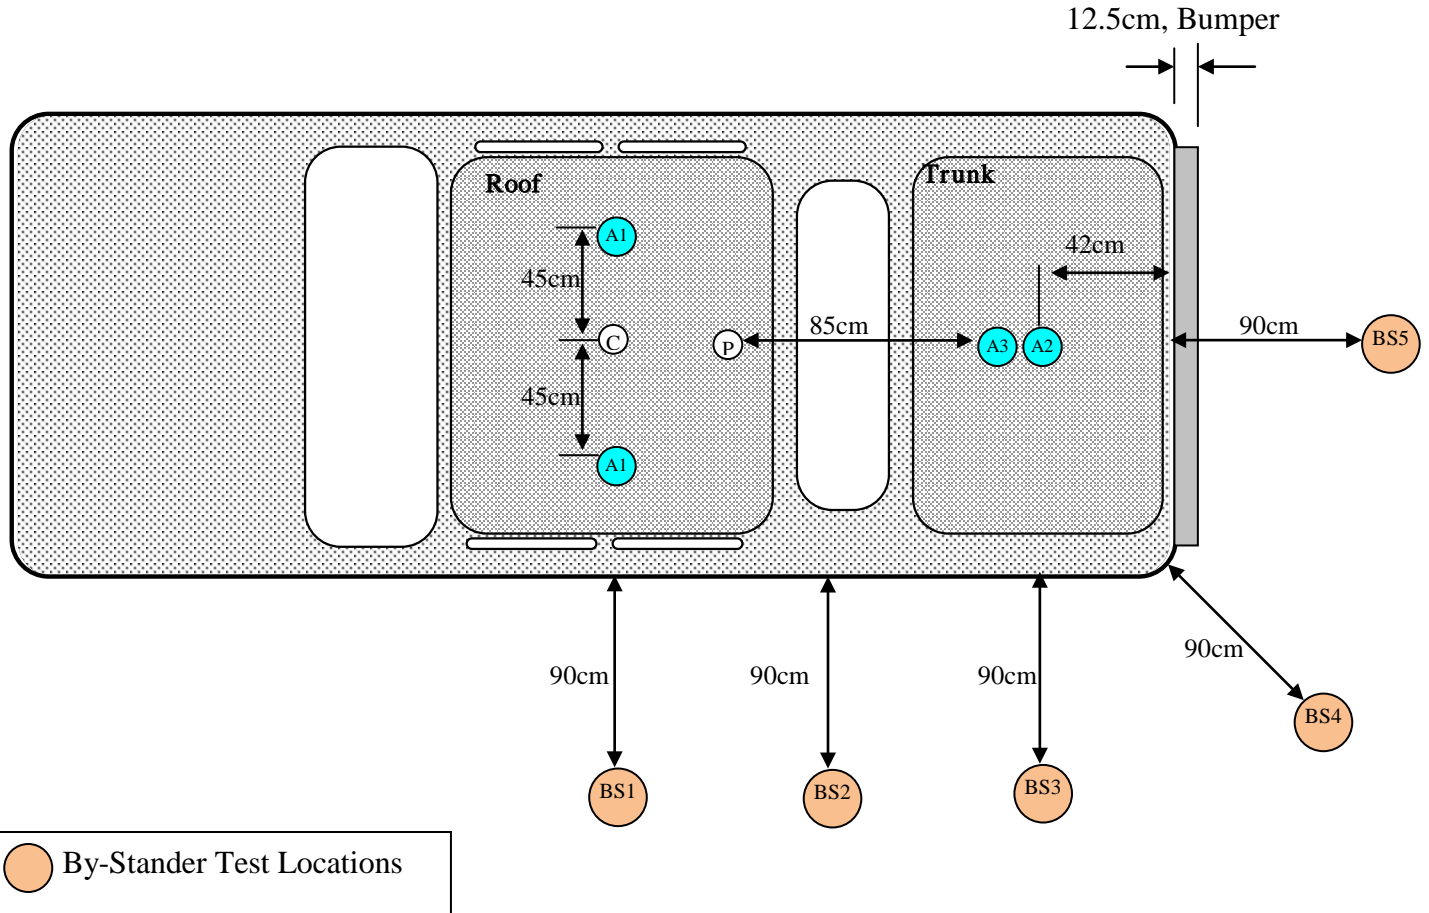 12.5cm, Bumper
Roof
Trunk
A1
42cm
45cm
85cm
90cm
C
P
A3
A2
BS5
45cm
A1
90cm
90cm
90cm
90cm
BS4
BS1
BS2
BS3
By-Stander Test Locations